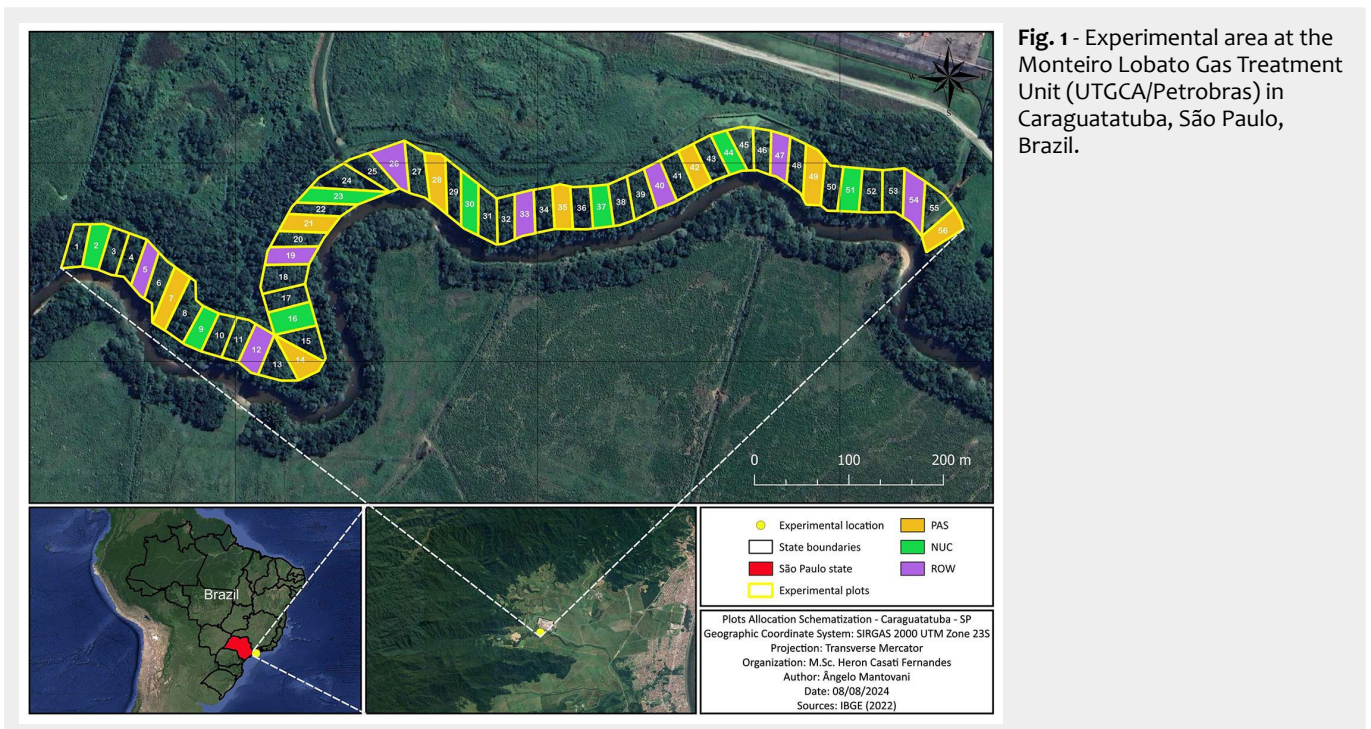 Fig. 1 - Experimental area at the
Monteiro Lobato Gas Treatment
Unit (UTGCA/Petrobras) in
Caraguatatuba, São Paulo,
Brazil.
1
2
3
4
5
6
7
8
9
10
11
12
13
14
15
16
17
18
19
20
21
22
23
24
25
26
27
28
29
30
31
32
33
34
35
36
37
38
39
40
41
42
43
44
45
46
47
48
49
50
51
52
53
54
55
56
0 100 200 m
Brazil
Experimental location
State boundaries
São Paulo state
Experimental plots
PAS
NUC
ROW
Plots Allocation Schematization - Caraguatatuba - SP
Geographic Coordinate System: SIRGAS 2000 UTM Zone 23S
Projection: Transverse Mercator
Organization: M.Sc. Heron Casati Fernandes
Author: Ângelo Mantovani
Date: 08/08/2024
Sources: IBGE (2022)